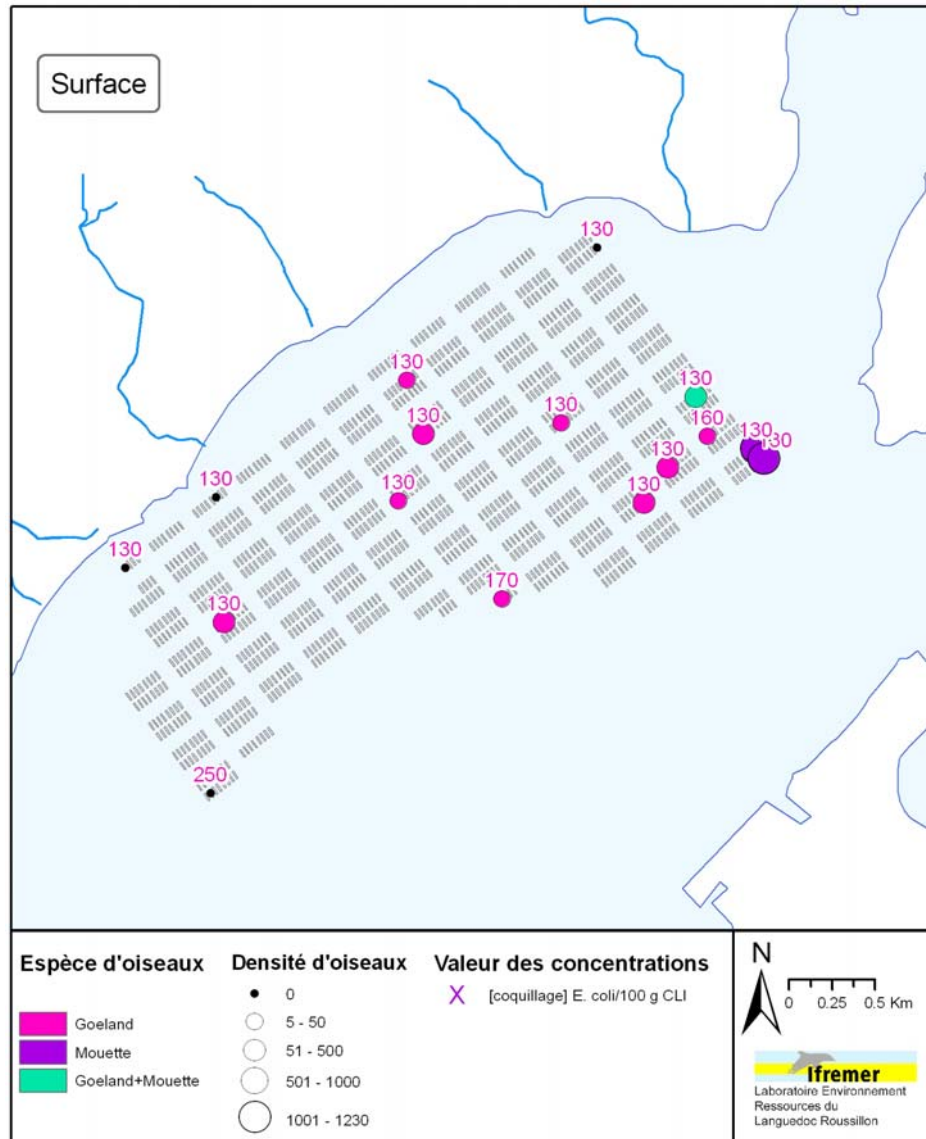 Surface
130
130
130
130
130
160
130
130
130
130
130
130
130
170
130
250
Espèce d'oiseaux
Goeland
Mouette
Goeland+Mouette
Densité d'oiseaux
0
5 - 50
51 - 500
501 - 1000
1001 - 1230
Valeur des concentrations
X [coquillage] E. coli/100 g CLI
N
0 0.25 0.5 Km
Ifremer
Laboratoire Environnement
Ressources du
Languedoc Roussillon